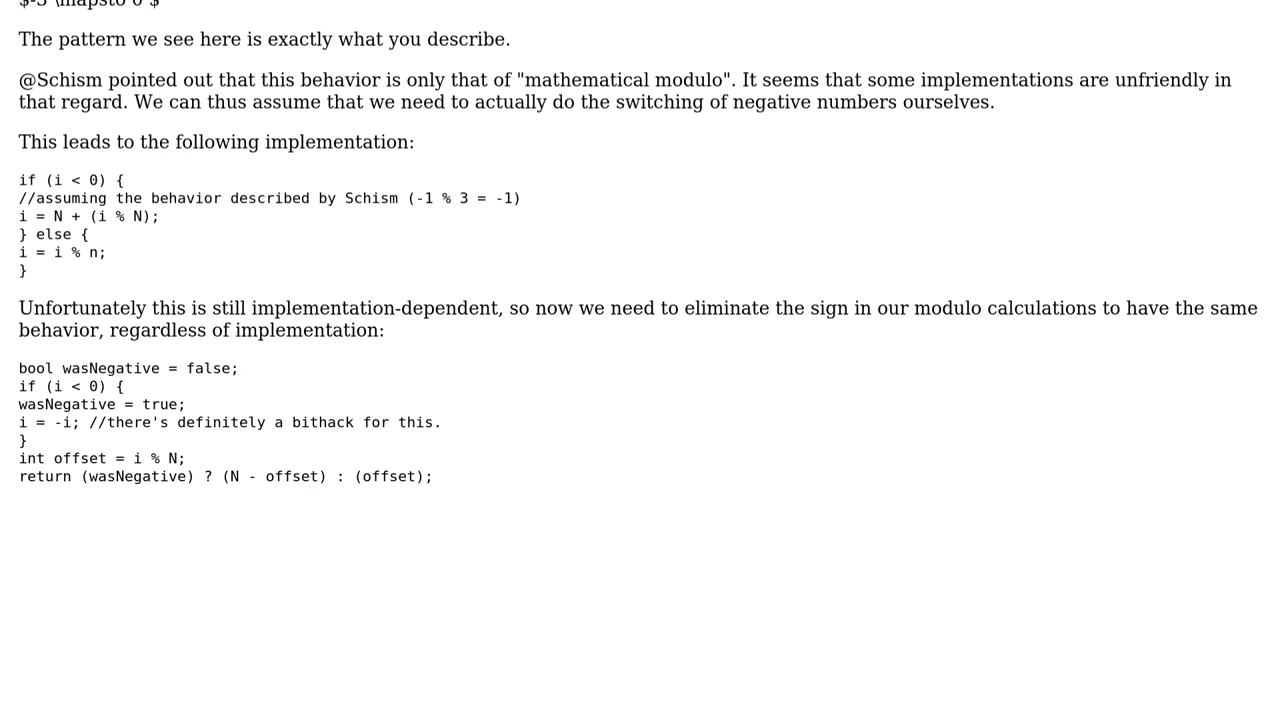 $-3 \mapsto 0 $
The pattern we see here is exactly what you describe.
@Schism pointed out that this behavior is only that of "mathematical modulo". It seems that some implementations are unfriendly in
that regard. We can thus assume that we need to actually do the switching of negative numbers ourselves.
This leads to the following implementation:
if (i < 0) {
//assuming the behavior described by Schism (-1 % 3 = -1)
i = N + (i % N);
} else {
i = i % n;
}
Unfortunately this is still implementation-dependent, so now we need to eliminate the sign in our modulo calculations to have the same
behavior, regardless of implementation:
bool wasNegative = false;
if (i < 0) {
wasNegative = true;
i = -i; //there's definitely a bithack for this.
}
int offset = i % N;
return (wasNegative) ? (N - offset) : (offset);